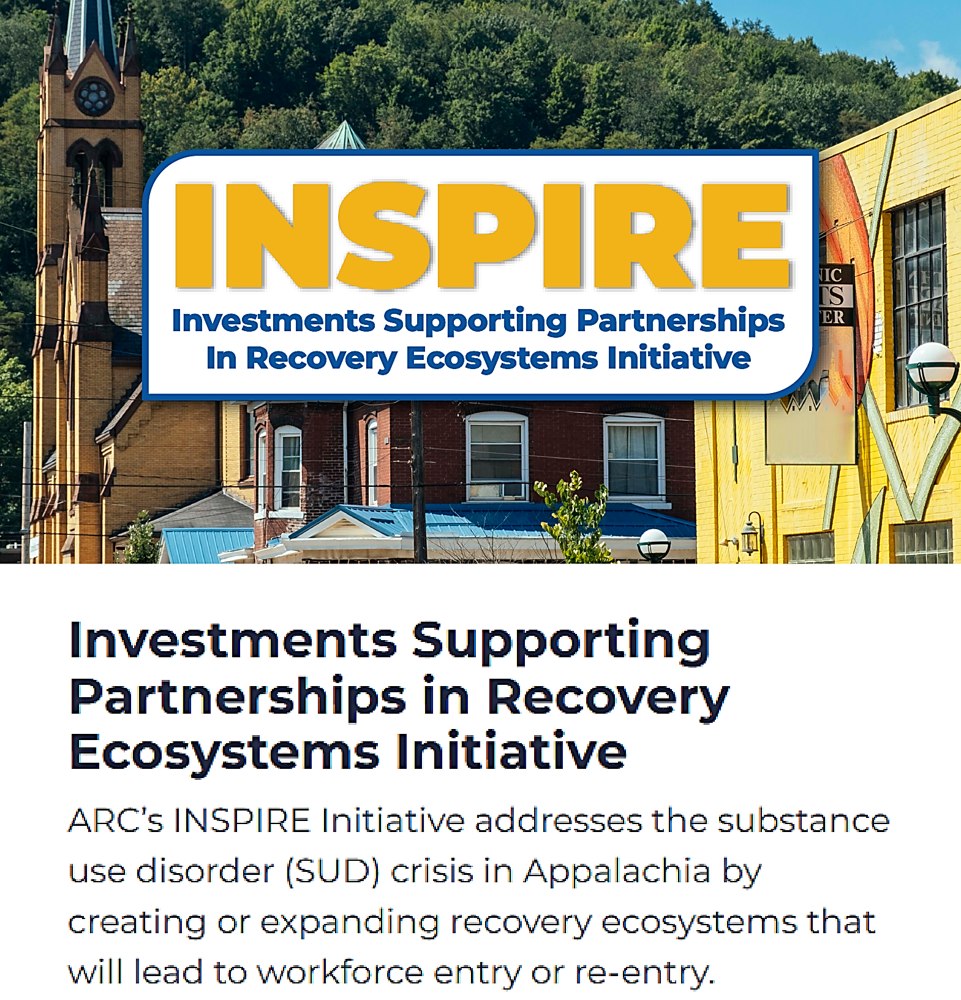 INSPIRE
Investments Supporting Partnerships
In Recovery Ecosystems Initiative
NIC
TS
ER
Investments Supporting
Partnerships in Recovery
Ecosystems Initiative
ARC’s INSPIRE Initiative addresses the substance
use disorder (SUD) crisis in Appalachia by
creating or expanding recovery ecosystems that
will lead to workforce entry or re-entry.